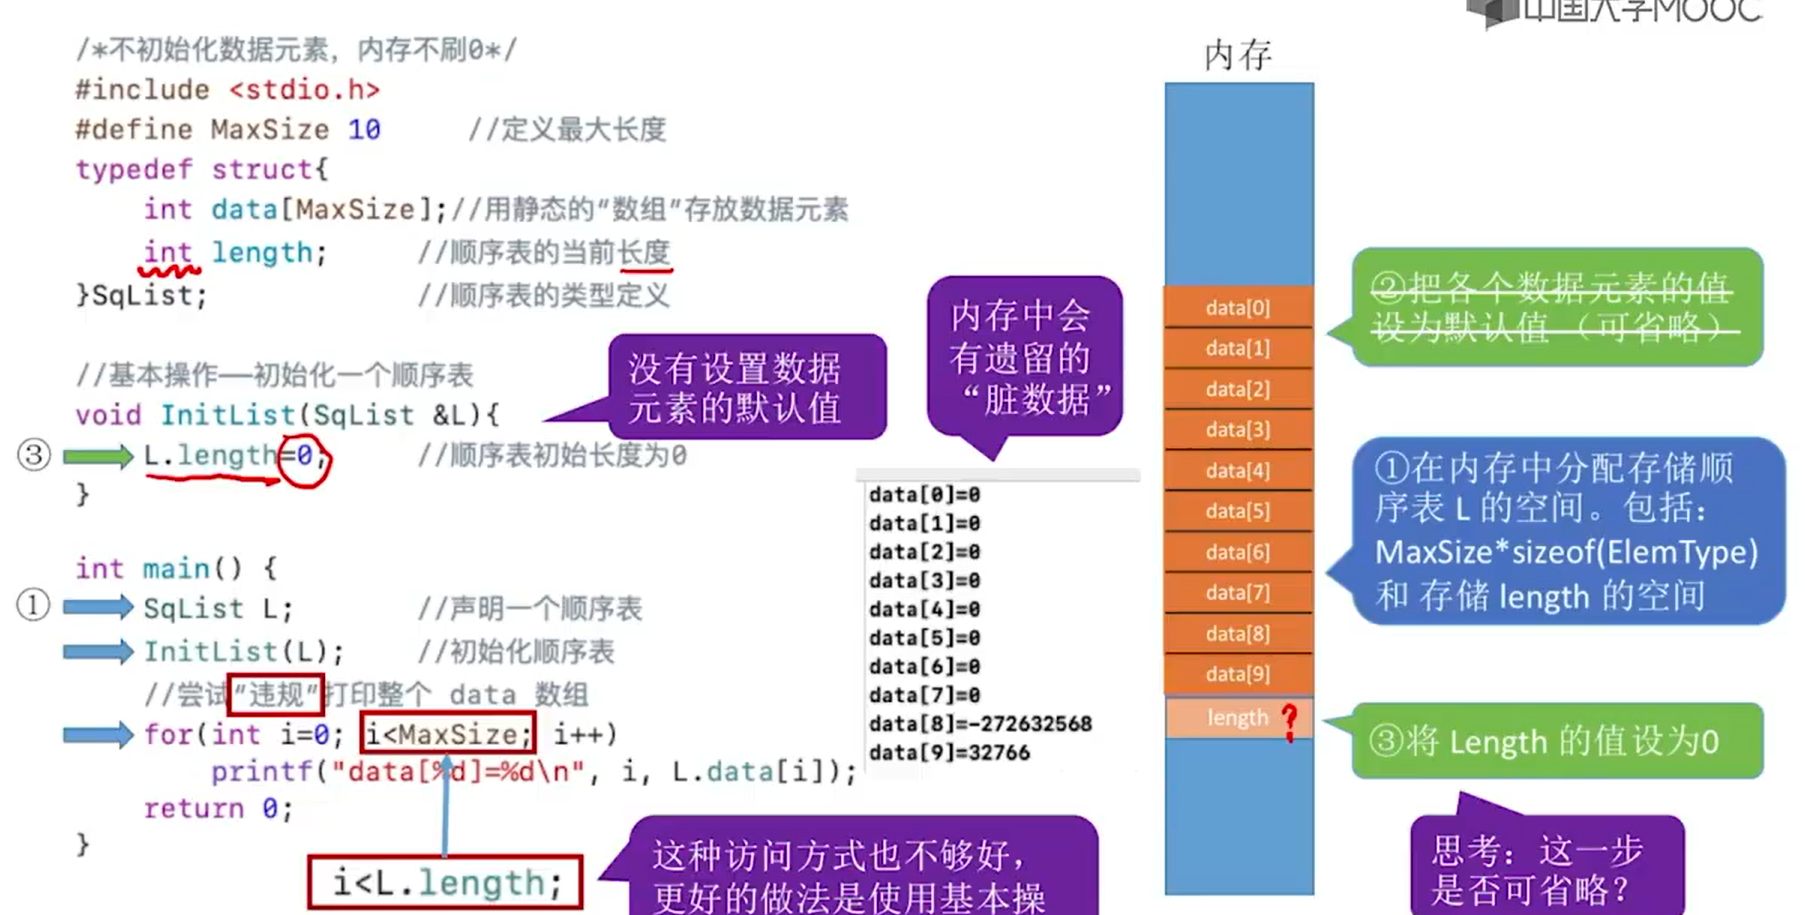 中国大学MOOC
/*不初始化数据元素，内存不刷0*/
#include <stdio.h>
#define MaxSize 10 //定义最大长度
typedef struct{
int data[MaxSize];//用静态的"数组"存放数据元素
int length; //顺序表的当前长度
}SqList; //顺序表的类型定义
//基本操作——初始化一个顺序表
void InitList(SqList &L){
③ L.length=0; //顺序表初始长度为0
}
int main() {
① SqList L; //声明一个顺序表
InitList(L); //初始化顺序表
//尝试"违规"打印整个 data 数组
for(int i=0; i<MaxSize; i++)
printf("data[%d]=%d\n", i, L.data[i]);
return 0;
}
i<L.length;
没有设置数据
元素的默认值
内存中会
有遗留的
“脏数据”
data[0]=0
data[1]=0
data[2]=0
data[3]=0
data[4]=0
data[5]=0
data[6]=0
data[7]=0
data[8]=-272632568
data[9]=32766
这种访问方式也不够好，
更好的做法是使用基本操
内存
data[0]
data[1]
data[2]
data[3]
data[4]
data[5]
data[6]
data[7]
data[8]
data[9]
length ?
②把各个数据元素的值
设为默认值（可省略）
①在内存中分配存储顺
序表 L 的空间。包括：
MaxSize*sizeof(ElemType)
和 存储 length 的空间
③将 Length 的值设为0
思考：这一步
是否可省略？